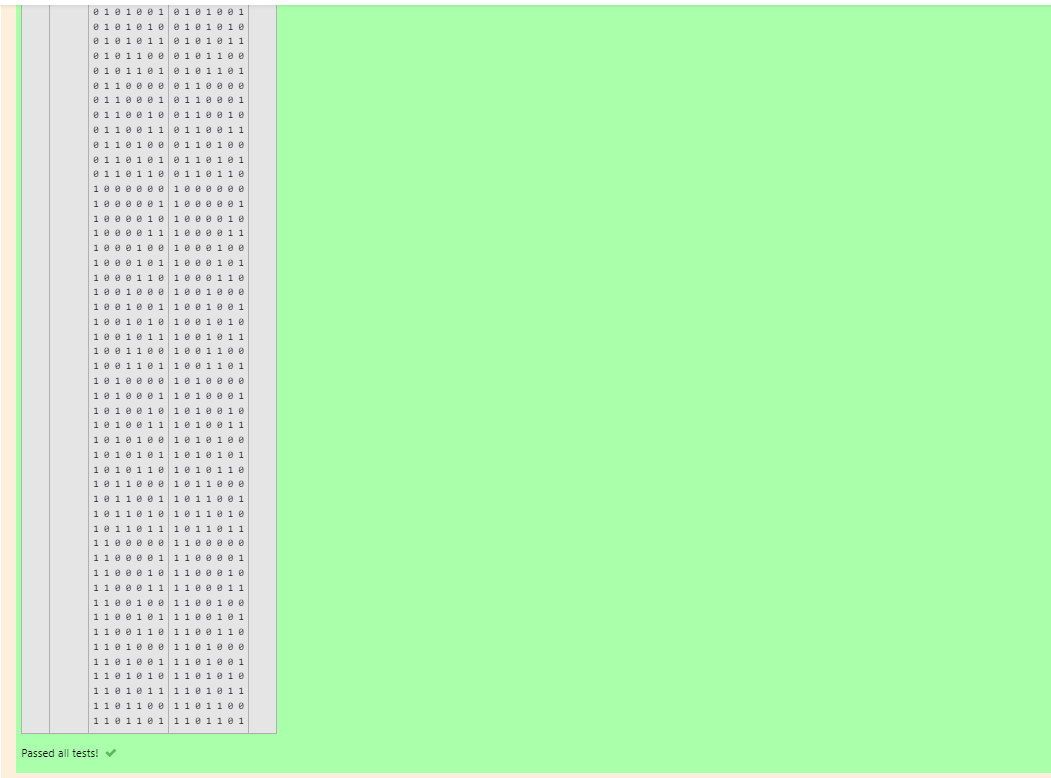 0 1 0 1 0 0 1 0 1 0 1 0 0 1
0 1 0 1 0 1 0 0 1 0 1 0 1 0
0 1 0 1 0 1 1 0 1 0 1 0 1 1
0 1 0 1 1 0 0 0 1 0 1 1 0 0
0 1 0 1 1 0 1 0 1 0 1 1 0 1
0 1 1 0 0 0 0 0 1 1 0 0 0 0
0 1 1 0 0 0 1 0 1 1 0 0 0 1
0 1 1 0 0 1 0 0 1 1 0 0 1 0
0 1 1 0 0 1 1 0 1 1 0 0 1 1
0 1 1 0 1 0 0 0 1 1 0 1 0 0
0 1 1 0 1 0 1 0 1 1 0 1 0 1
0 1 1 0 1 1 0 0 1 1 0 1 1 0
1 0 0 0 0 0 0 1 0 0 0 0 0 0
1 0 0 0 0 0 1 1 0 0 0 0 0 1
1 0 0 0 0 1 0 1 0 0 0 0 1 0
1 0 0 0 0 1 1 1 0 0 0 0 1 1
1 0 0 0 1 0 0 1 0 0 0 1 0 0
1 0 0 0 1 0 1 1 0 0 0 1 0 1
1 0 0 0 1 1 0 1 0 0 0 1 1 0
1 0 0 1 0 0 0 1 0 0 1 0 0 0
1 0 0 1 0 0 1 1 0 0 1 0 0 1
1 0 0 1 0 1 0 1 0 0 1 0 1 0
1 0 0 1 0 1 1 1 0 0 1 0 1 1
1 0 0 1 1 0 0 1 0 0 1 1 0 0
1 0 0 1 1 0 1 1 0 0 1 1 0 1
1 0 1 0 0 0 0 1 0 1 0 0 0 0
1 0 1 0 0 0 1 1 0 1 0 0 0 1
1 0 1 0 0 1 0 1 0 1 0 0 1 0
1 0 1 0 0 1 1 1 0 1 0 0 1 1
1 0 1 0 1 0 0 1 0 1 0 1 0 0
1 0 1 0 1 0 1 1 0 1 0 1 0 1
1 0 1 0 1 1 0 1 0 1 0 1 1 0
1 0 1 1 0 0 0 1 0 1 1 0 0 0
1 0 1 1 0 0 1 1 0 1 1 0 0 1
1 0 1 1 0 1 0 1 0 1 1 0 1 0
1 0 1 1 0 1 1 1 0 1 1 0 1 1
1 1 0 0 0 0 0 1 1 0 0 0 0 0
1 1 0 0 0 0 1 1 1 0 0 0 0 1
1 1 0 0 0 1 0 1 1 0 0 0 1 0
1 1 0 0 0 1 1 1 1 0 0 0 1 1
1 1 0 0 1 0 0 1 1 0 0 1 0 0
1 1 0 0 1 0 1 1 1 0 0 1 0 1
1 1 0 0 1 1 0 1 1 0 0 1 1 0
1 1 0 1 0 0 0 1 1 0 1 0 0 0
1 1 0 1 0 0 1 1 1 0 1 0 0 1
1 1 0 1 0 1 0 1 1 0 1 0 1 0
1 1 0 1 0 1 1 1 1 0 1 0 1 1
1 1 0 1 1 0 0 1 1 0 1 1 0 0
1 1 0 1 1 0 1 1 1 0 1 1 0 1
Passed all tests!